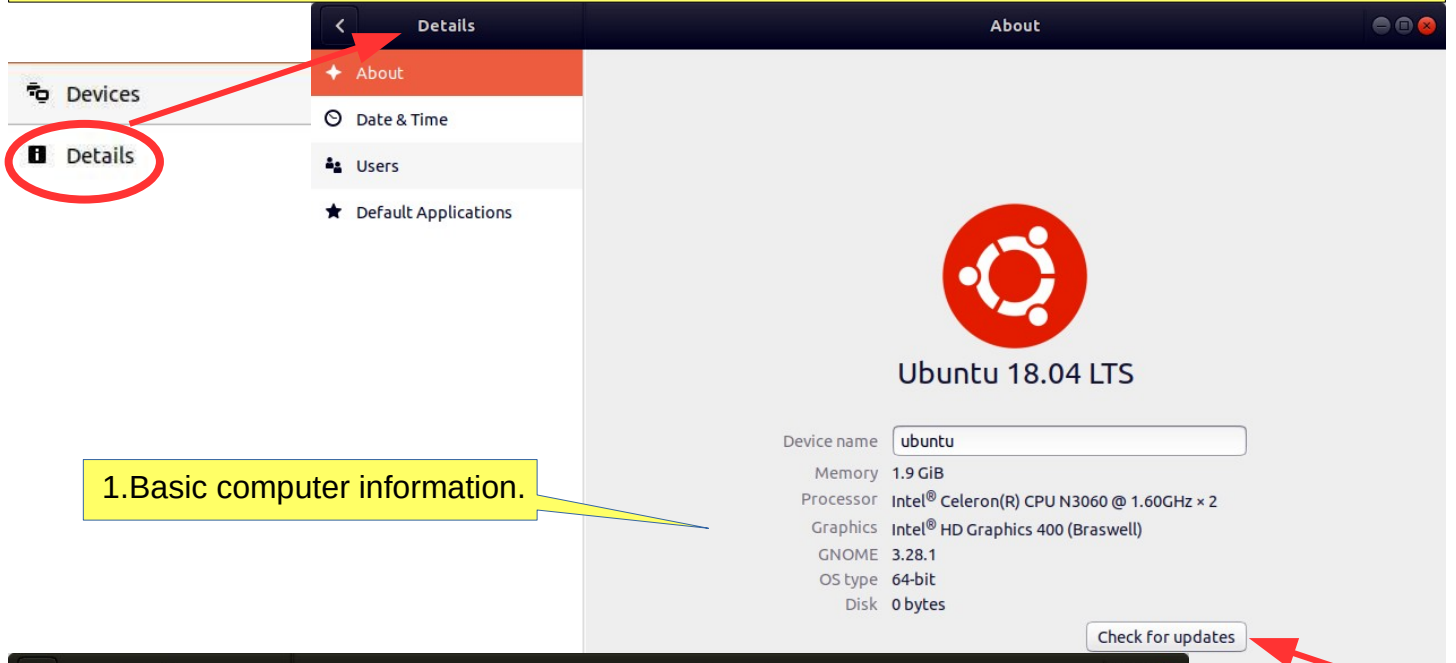 Details
About
Devices
Details
About
Date & Time
Users
Default Applications
Ubuntu 18.04 LTS
1.Basic computer information.
Device name ubuntu
Memory 1.9 GiB
Processor Intel® Celeron(R) CPU N3060 @ 1.60GHz × 2
Graphics Intel® HD Graphics 400 (Braswell)
GNOME 3.28.1
OS type 64-bit
Disk 0 bytes
Check for updates